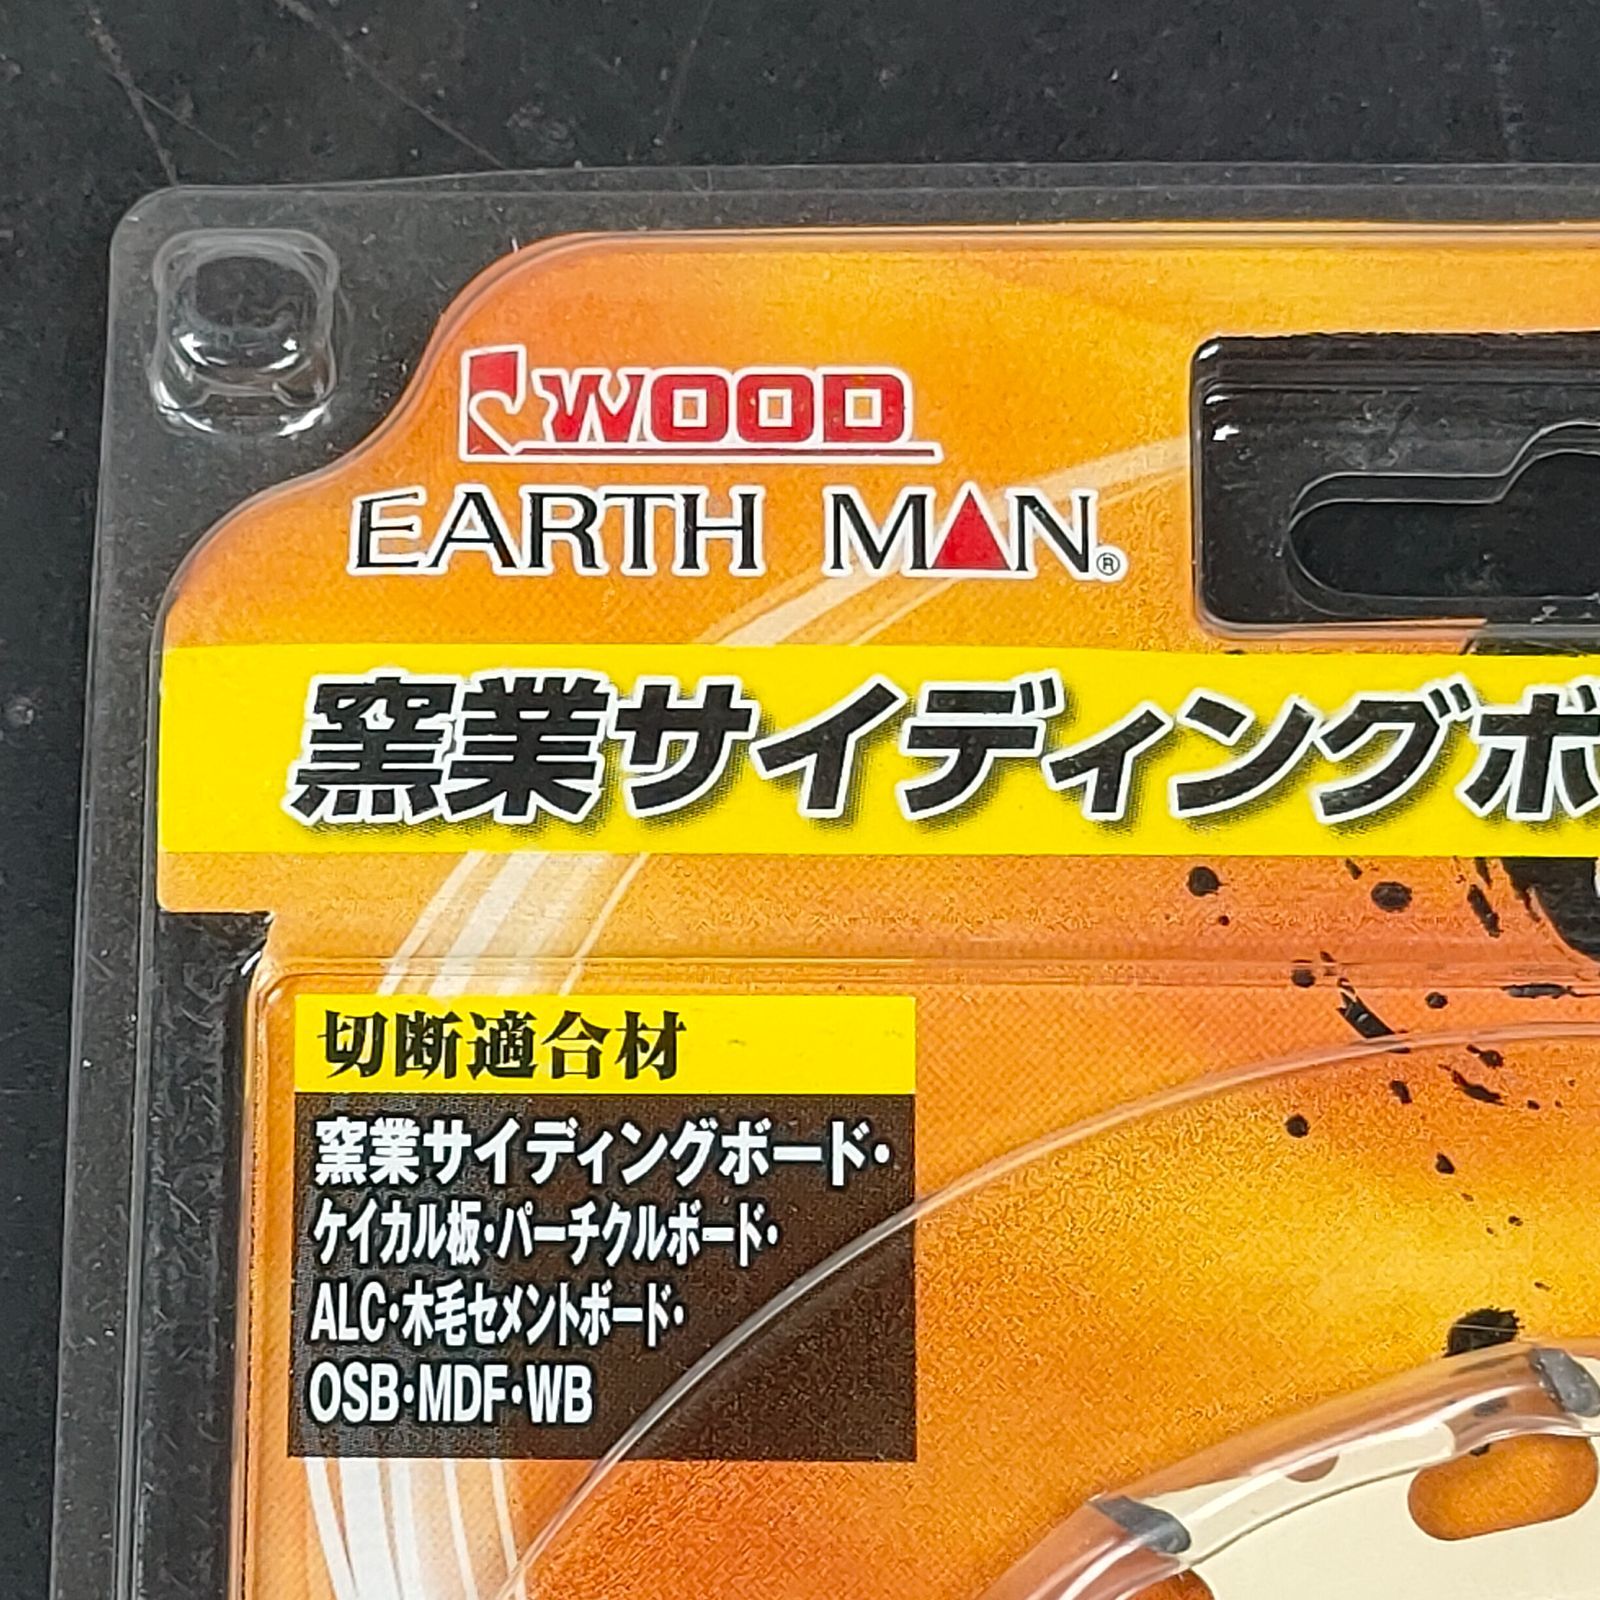 WOOD
EARTH MAN®
窯業サイディングボ
切断適合材
窯業サイディングボード・
ケイカル板・パーチクルボード・
ALC・木毛セメントボード・
OSB・MDF・WB